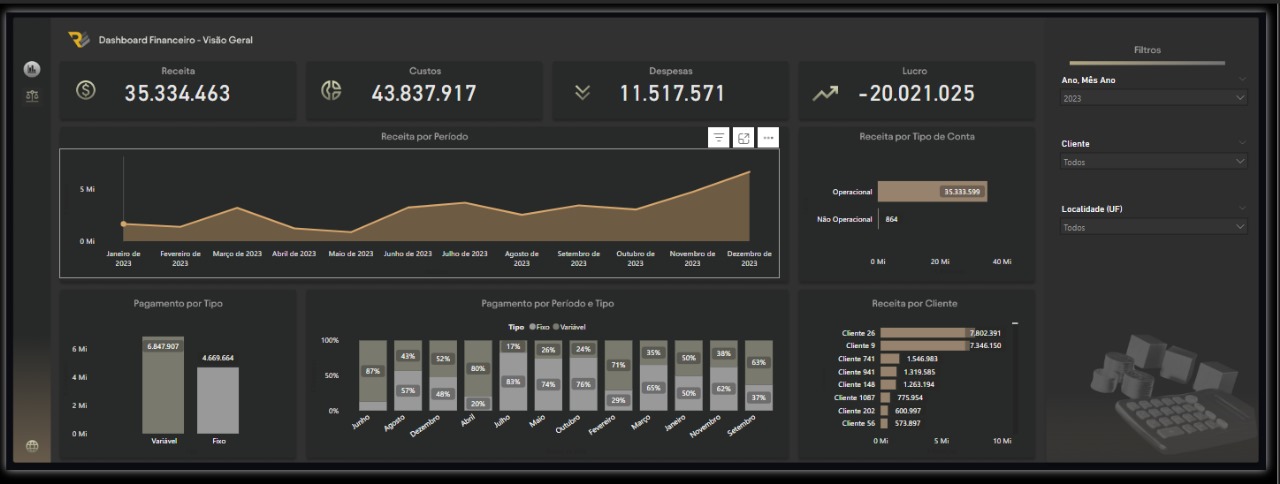 Dashboard Financeiro - Visão Geral
Receita
35.334.463
Custos
43.837.917
Despesas
11.517.571
Lucro
-20.021.025
Receita por Período
5 Mi
0 Mi
Janeiro de 2023
Fevereiro de 2023
Março de 2023
Abril de 2023
Maio de 2023
Junho de 2023
Julho de 2023
Agosto de 2023
Setembro de 2023
Outubro de 2023
Novembro de 2023
Dezembro de 2023
Receita por Tipo de Conta
Operacional
35.333.599
Não Operacional
864
0 Mi
20 Mi
40 Mi
Pagamento por Tipo
6 Mi
4 Mi
2 Mi
0 Mi
6.847.907
4.669.664
Variável
Fixo
Pagamento por Período e Tipo
Tipo
Fixo
Variável
100%
50%
0%
87%
43%
57%
52%
48%
80%
20%
17%
83%
26%
74%
24%
76%
71%
29%
35%
65%
50%
50%
38%
62%
63%
37%
Junho
Agosto
Dezembro
Abril
Julho
Maio
Outubro
Fevereiro
Março
Janeiro
Novembro
Setembro
Receita por Cliente
Cliente 26
7.802.391
Cliente 9
7.346.150
Cliente 741
1.546.983
Cliente 941
1.319.585
Cliente 148
1.263.194
Cliente 1087
775.954
Cliente 202
600.997
Cliente 56
573.897
0 Mi
5 Mi
10 Mi
Filtros
Ano, Mês Ano
2023
Cliente
Todos
Localidade (UF)
Todos